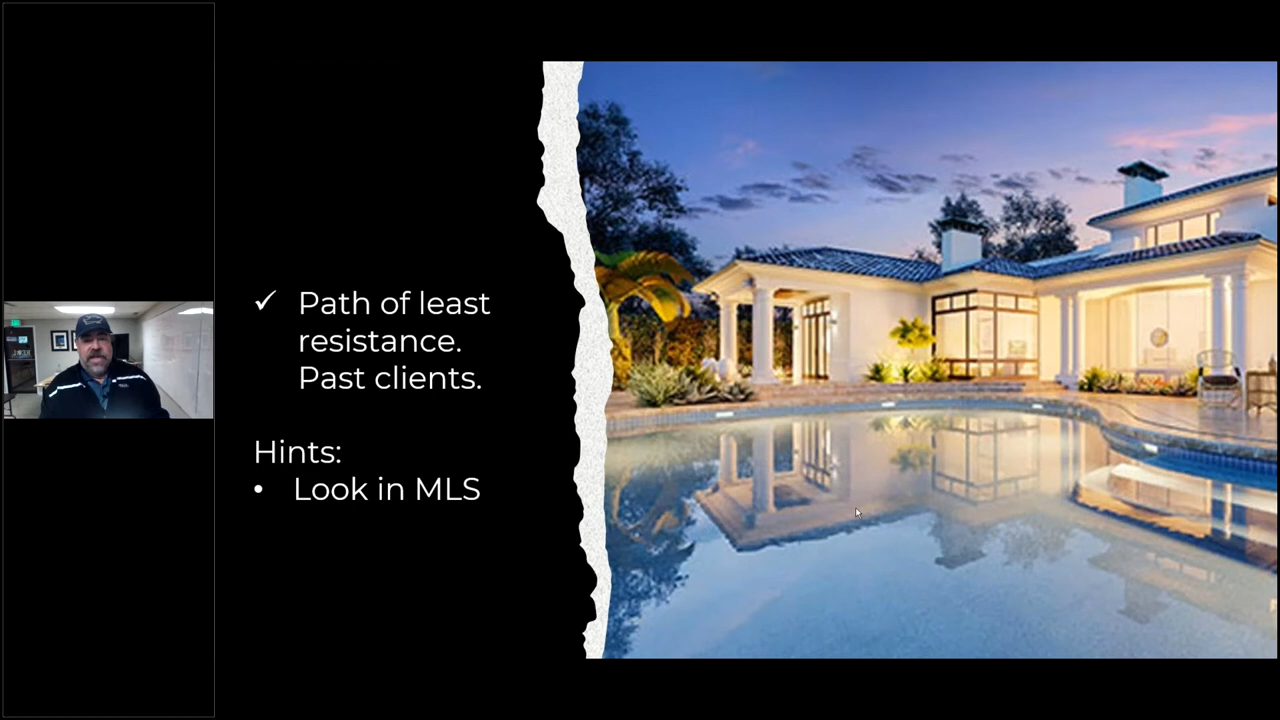 ✓ Path of least
resistance.
Past clients.
Hints:
• Look in MLS